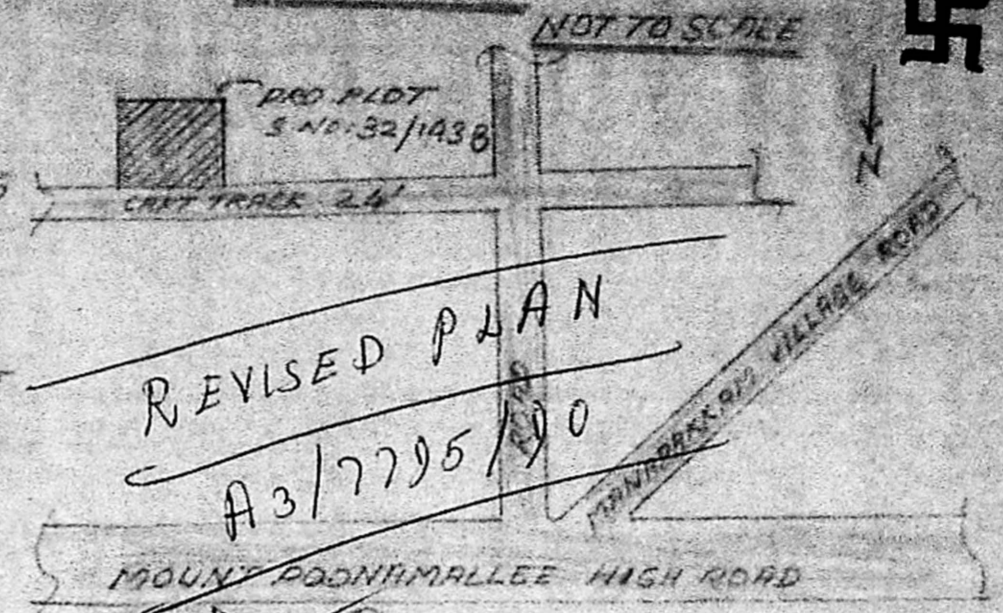 NOT TO SCALE
PRO.PLOT
S.NO:32/143B
N
CART TRACK 24'
MANAPAKKAM VILLAGE ROAD
REVISED PLAN
ROAD
A3/7795/90
MOUNT POONAMALLEE HIGH ROAD